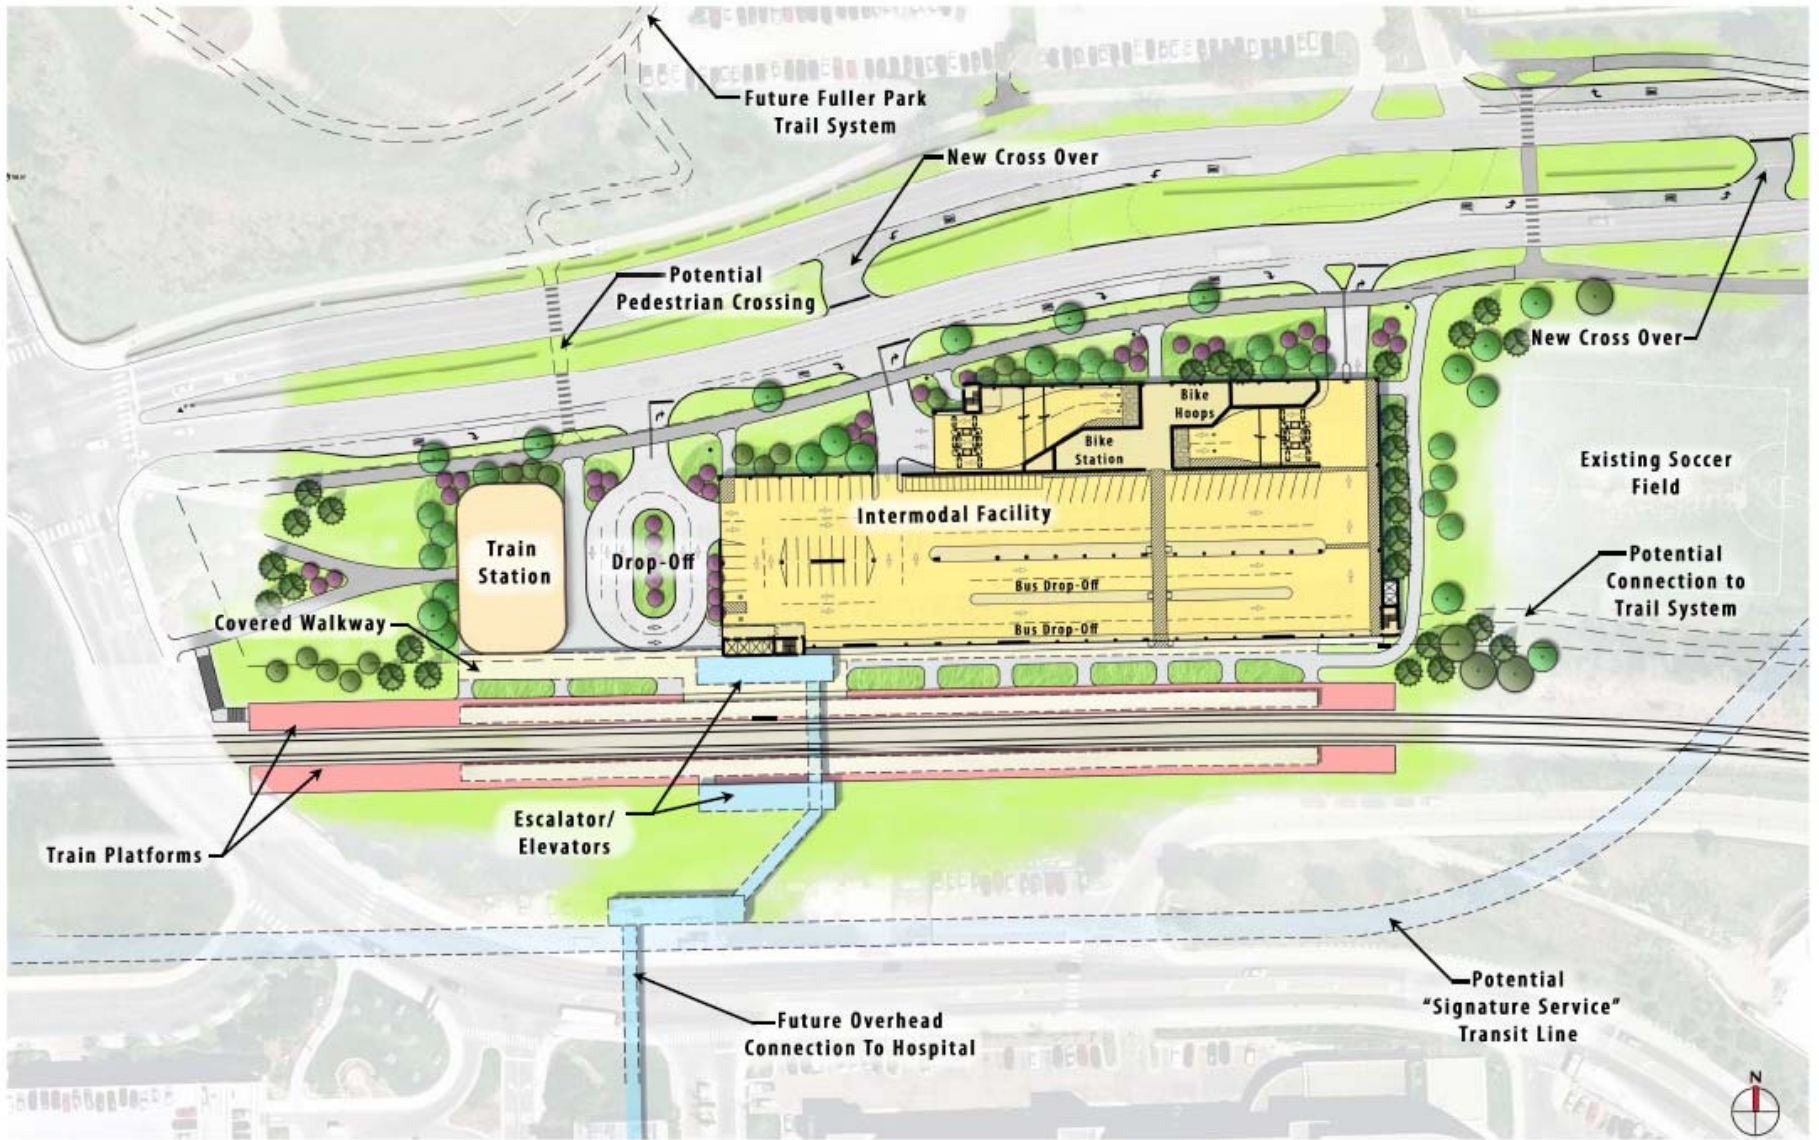 Future Fuller Park
Trail System
New Cross Over
Potential
Pedestrian Crossing
New Cross Over
Bike
Hoops
Bike
Station
Existing Soccer
Field
Intermodal Facility
Train
Station
Drop-Off
Potential
Connection to
Trail System
Bus Drop-Off
Covered Walkway
Bus Drop-Off
Escalator/
Elevators
Train Platforms
Potential
"Signature Service"
Transit Line
Future Overhead
Connection To Hospital
N